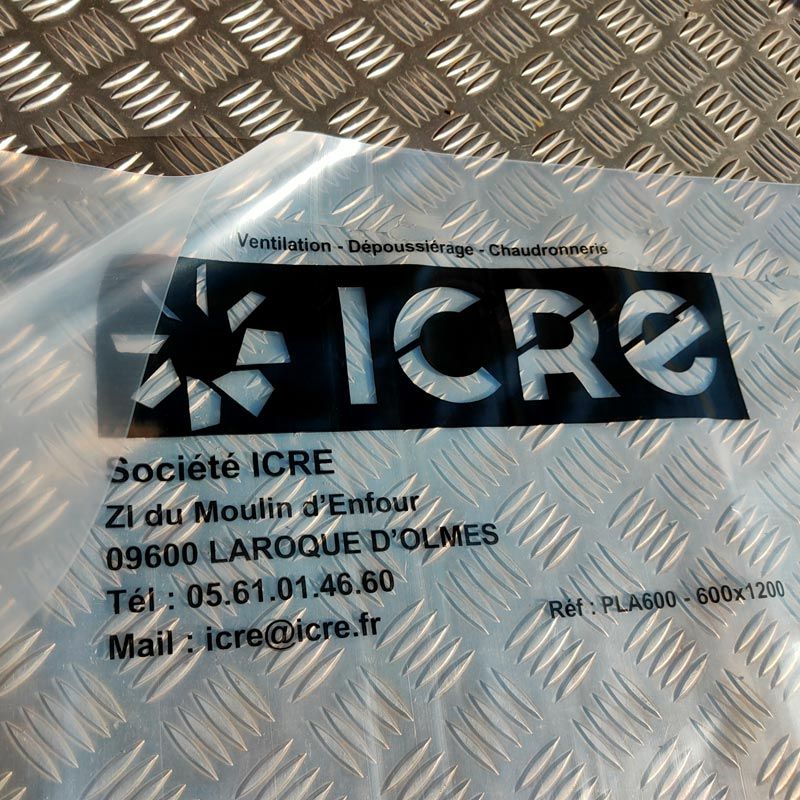 Ventilation - Dépoussiérage - Chaudronnerie
ICRe
Société ICRE
ZI du Moulin d'Enfour
09600 LAROQUE D'OLMES
Tél : 05.61.01.46.60
Mail : icre@icre.fr
Réf : PLA600 - 600x1200